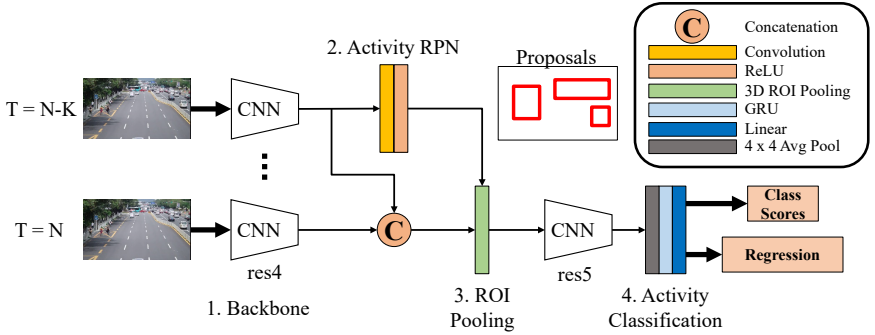 2. Activity RPN
Proposals
C
Concatenation
Convolution
ReLU
3D ROI Pooling
GRU
Linear
4 x 4 Avg Pool
T = N-K
CNN
T = N
CNN
res4
C
CNN
res5
Class
Scores
Regression
1. Backbone
3. ROI
Pooling
4. Activity
Classification